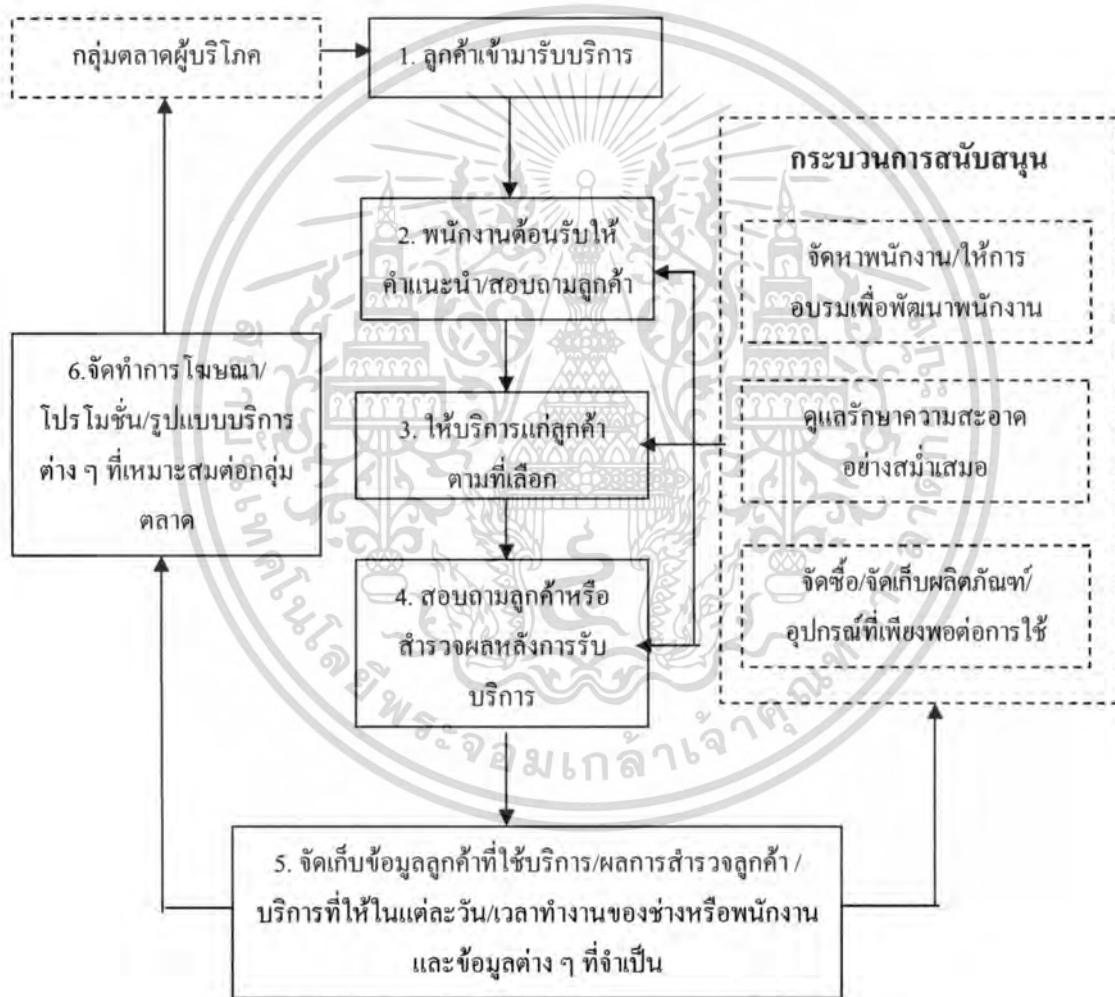 กลุ่มตลาดผู้บริโภค
1. ลูกค้าเข้ามารับบริการ
กระบวนการสนับสนุน
2. พนักงานต้อนรับให้
คำแนะนำ/สอบถามลูกค้า
จัดหาพนักงาน/ให้การ
อบรมเพื่อพัฒนาพนักงาน
6.จัดทำการโฆษณา/
โปรโมชั่น/รูปแบบบริการ
ต่าง ๆ ที่เหมาะสมต่อกลุ่ม
ตลาด
3. ให้บริการแก่ลูกค้า
ตามที่เลือก
ดูแลรักษาความสะอาด
อย่างสม่ำเสมอ
4. สอบถามลูกค้าหรือ
สำรวจผลหลังการรับ
บริการ
จัดซื้อ/จัดเก็บผลิตภัณฑ์/
อุปกรณ์ที่เพียงพอต่อการใช้
5. จัดเก็บข้อมูลลูกค้าที่ใช้บริการ/ผลการสำรวจลูกค้า /
บริการที่ให้ในแต่ละวัน/เวลาทำงานของช่างหรือพนักงาน
และข้อมูลต่าง ๆ ที่จำเป็น